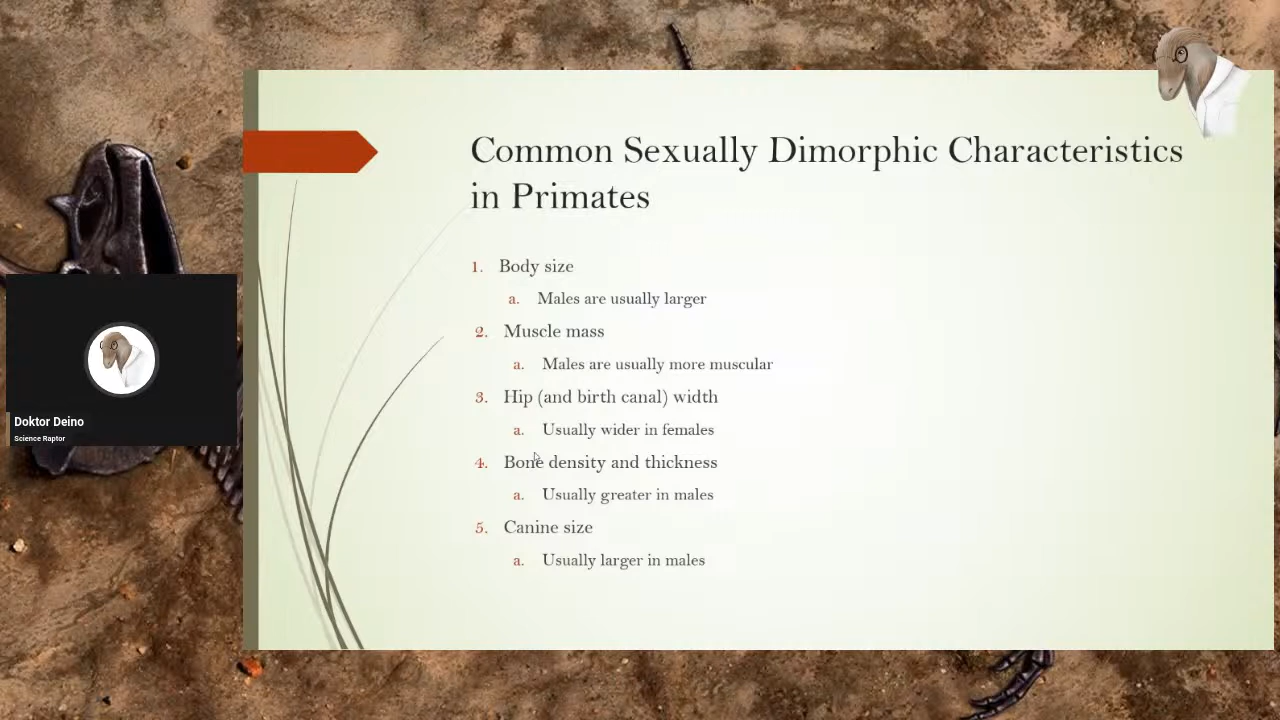 Common Sexually Dimorphic Characteristics
in Primates
1. Body size
a. Males are usually larger
2. Muscle mass
a. Males are usually more muscular
3. Hip (and birth canal) width
a. Usually wider in females
4. Bone density and thickness
a. Usually greater in males
5. Canine size
a. Usually larger in males
Doktor Deino
Science Raptor